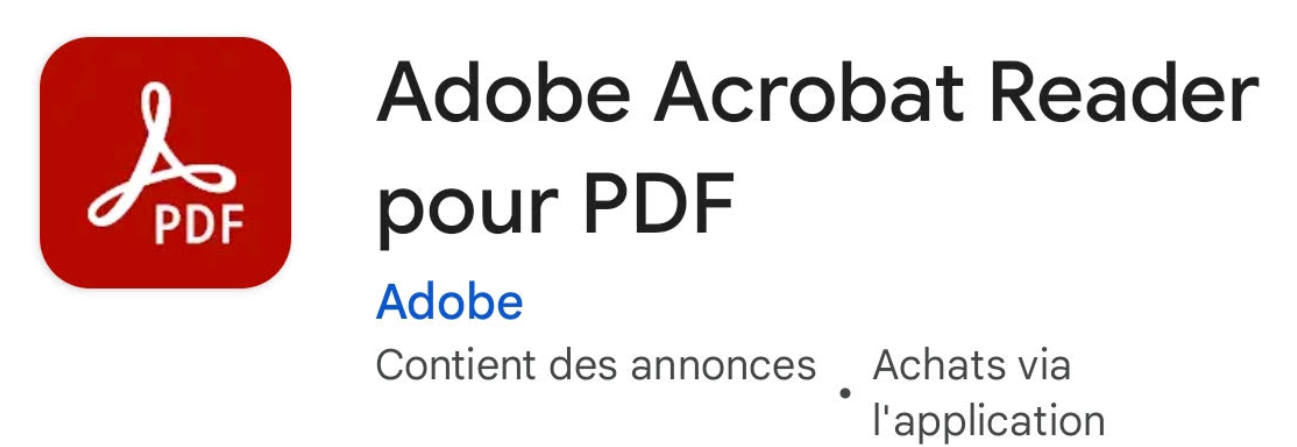 PDF
Adobe Acrobat Reader
pour PDF
Adobe
Contient des annonces • Achats via
l'application